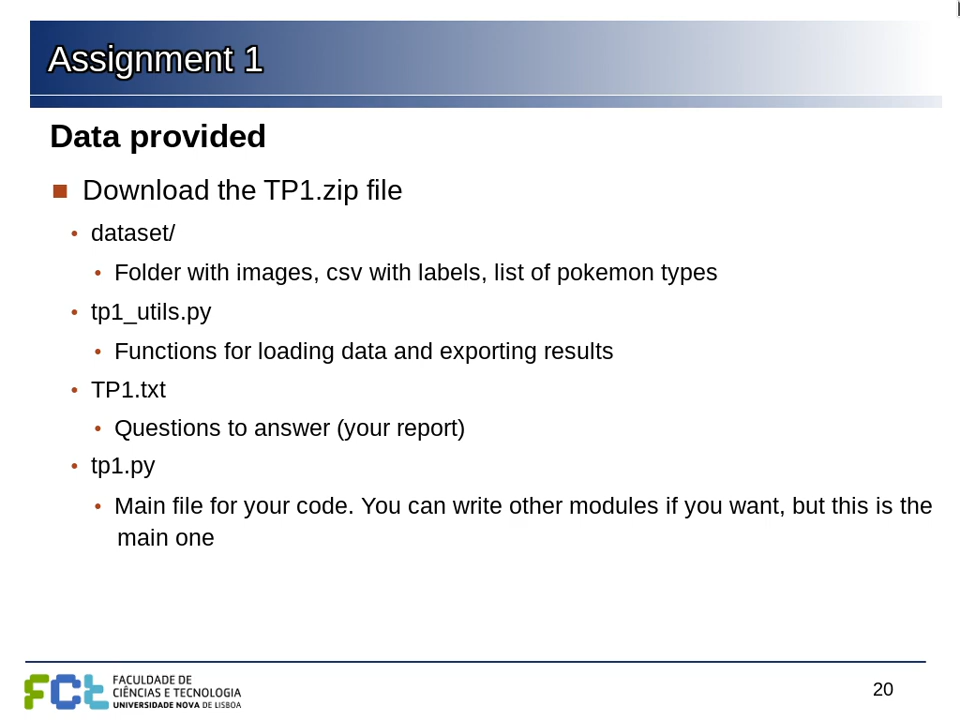 Assignment 1
Data provided
Download the TP1.zip file
dataset/
Folder with images, csv with labels, list of pokemon types
tp1_utils.py
Functions for loading data and exporting results
TP1.txt
Questions to answer (your report)
tp1.py
Main file for your code. You can write other modules if you want, but this is the
main one
FCt
FACULDADE DE
CIÊNCIAS E TECNOLOGIA
UNIVERSIDADE NOVA DE LISBOA
20